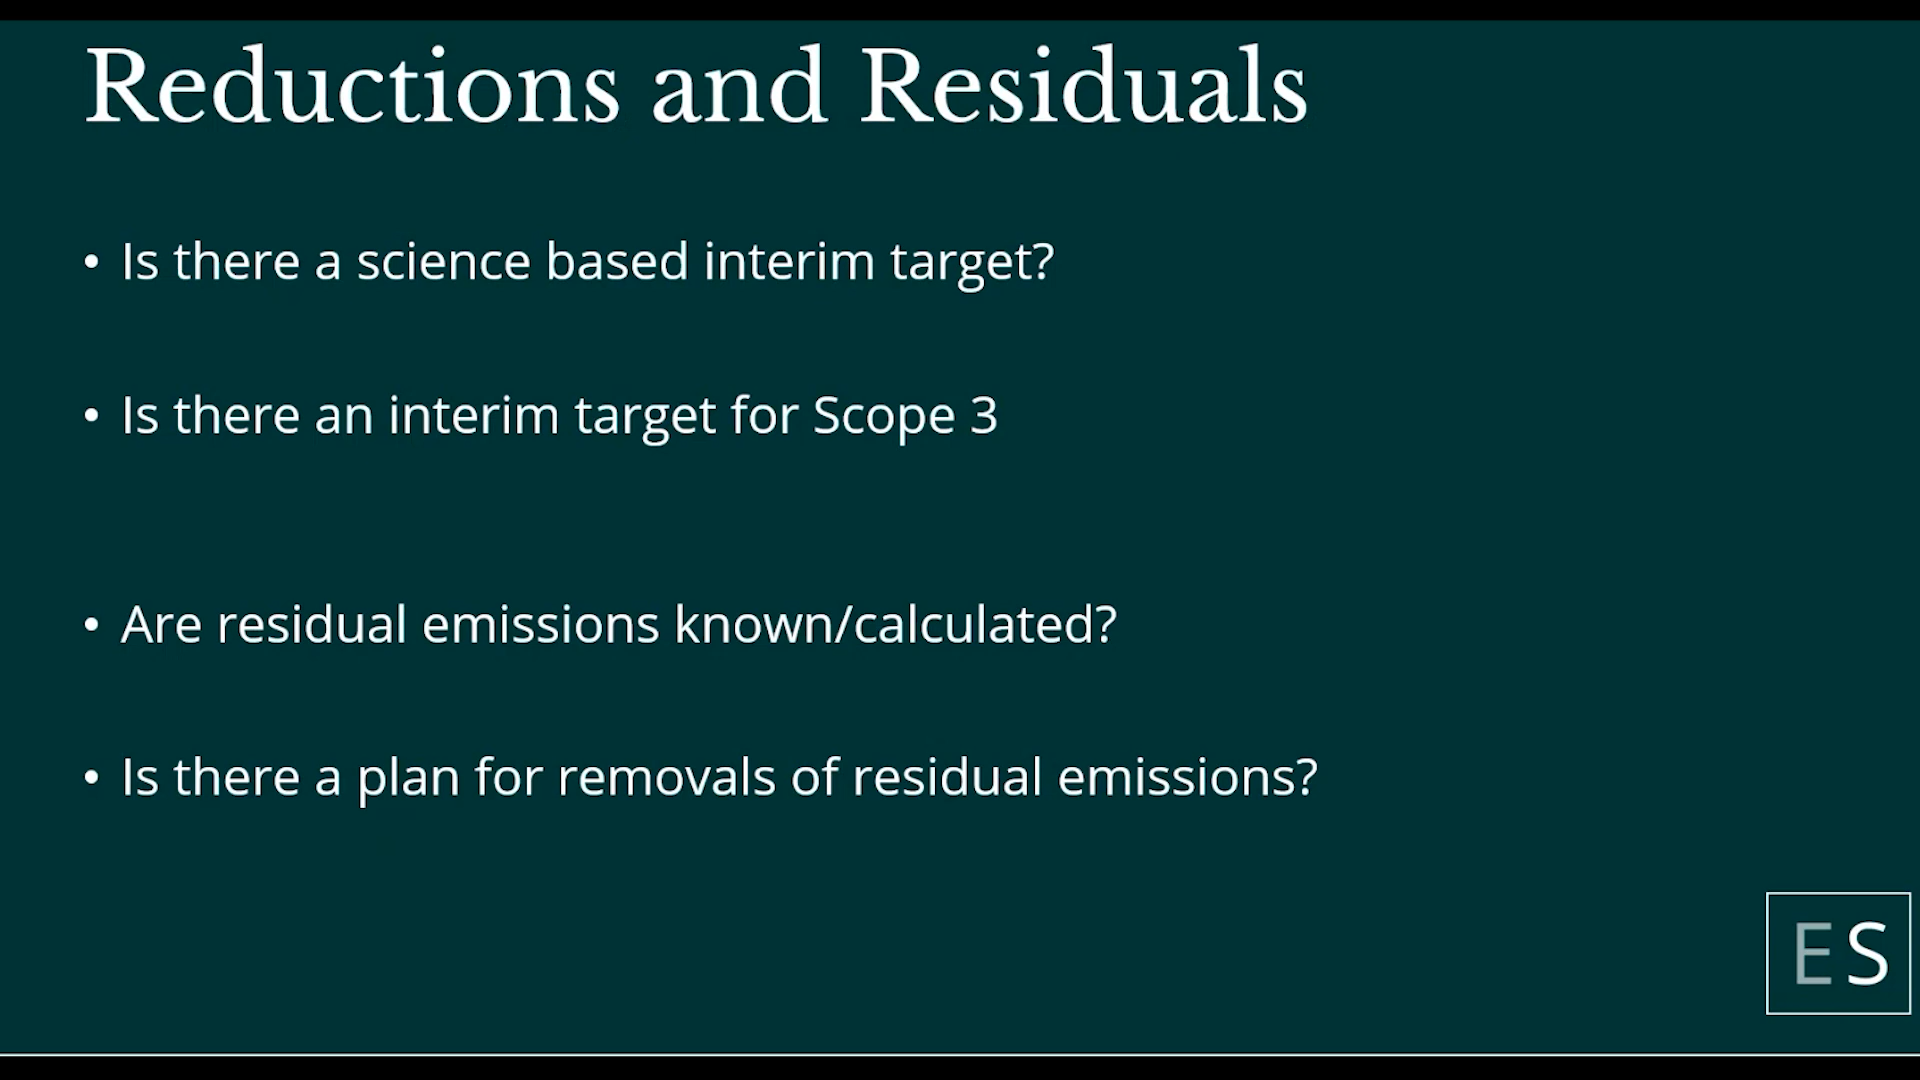 Reductions and Residuals
• Is there a science based interim target?
• Is there an interim target for Scope 3
• Are residual emissions known/calculated?
• Is there a plan for removals of residual emissions?
ES